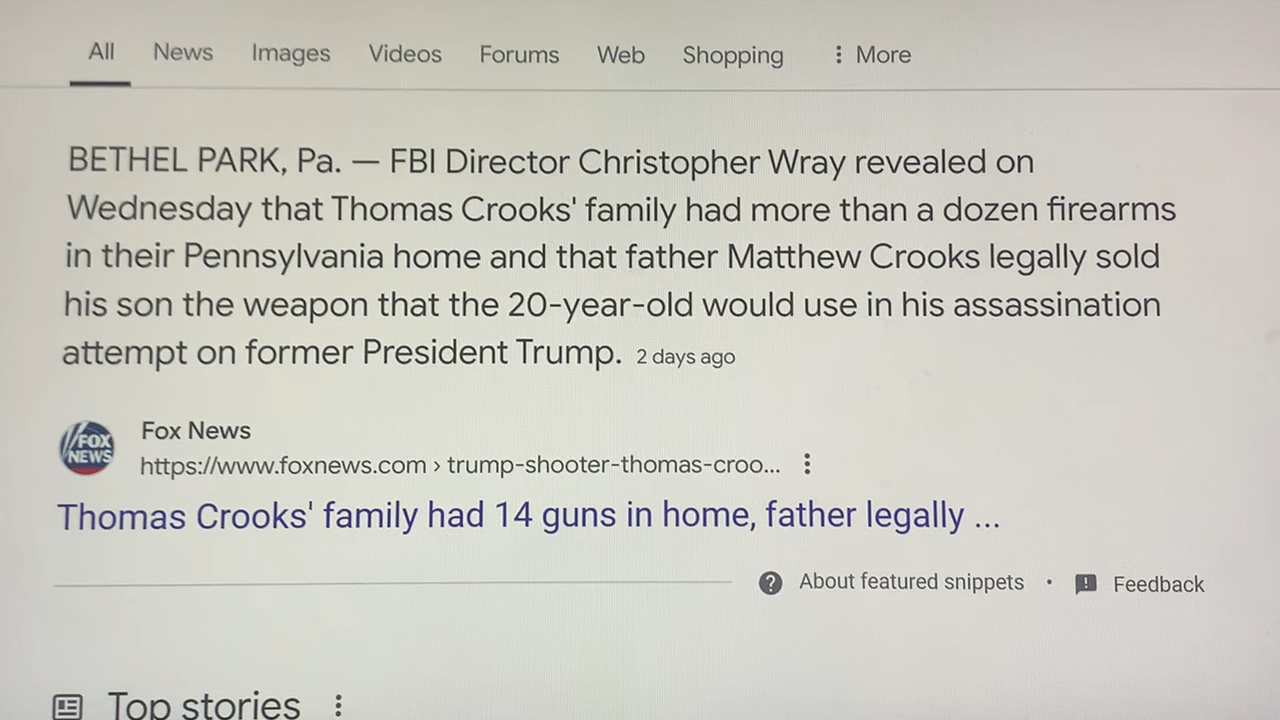 All News Images Videos Forums Web Shopping More
BETHEL PARK, Pa. — FBI Director Christopher Wray revealed on
Wednesday that Thomas Crooks' family had more than a dozen firearms
in their Pennsylvania home and that father Matthew Crooks legally sold
his son the weapon that the 20-year-old would use in his assassination
attempt on former President Trump. 2 days ago
FOX
NEWS
Fox News
https://www.foxnews.com › trump-shooter-thomas-croo...
Thomas Crooks' family had 14 guns in home, father legally ...
About featured snippets • Feedback
Top stories